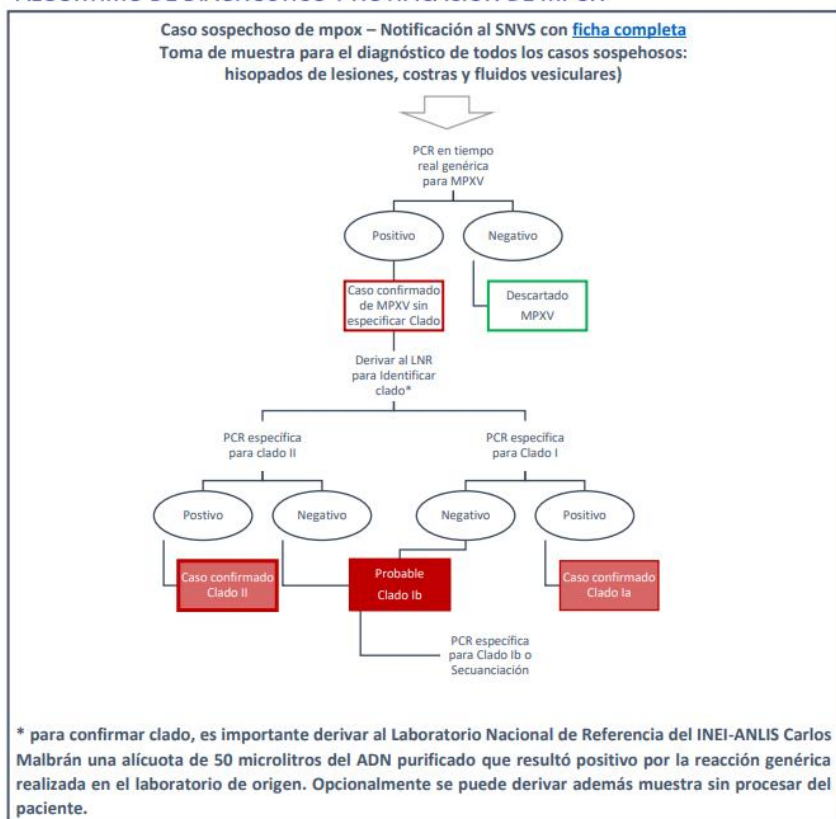 Caso sospechoso de mpox – Notificación al SNVS con ficha completa
Toma de muestra para el diagnóstico de todos los casos sospehosos:
hisopados de lesiones, costras y fluidos vesiculares)
PCR en tiempo
real genérica
para MPXV
Positivo
Negativo
Caso confirmado
de MPXV sin
especificar Clado
Descartado
MPXV
Derivar al LNR
para Identificar
clado*
PCR específica
para clado II
PCR específica
para Clado I
Postivo
Negativo
Negativo
Positivo
Caso confirmado
Clado II
Probable
Clado Ib
Caso confirmado
Clado Ia
PCR específica
para Clado Ib o
Secuanciación
* para confirmar clado, es importante derivar al Laboratorio Nacional de Referencia del INEI-ANLIS Carlos
Malbrán una alícuota de 50 microlitros del ADN purificado que resultó positivo por la reacción genérica
realizada en el laboratorio de origen. Opcionalmente se puede derivar además muestra sin procesar del
paciente.